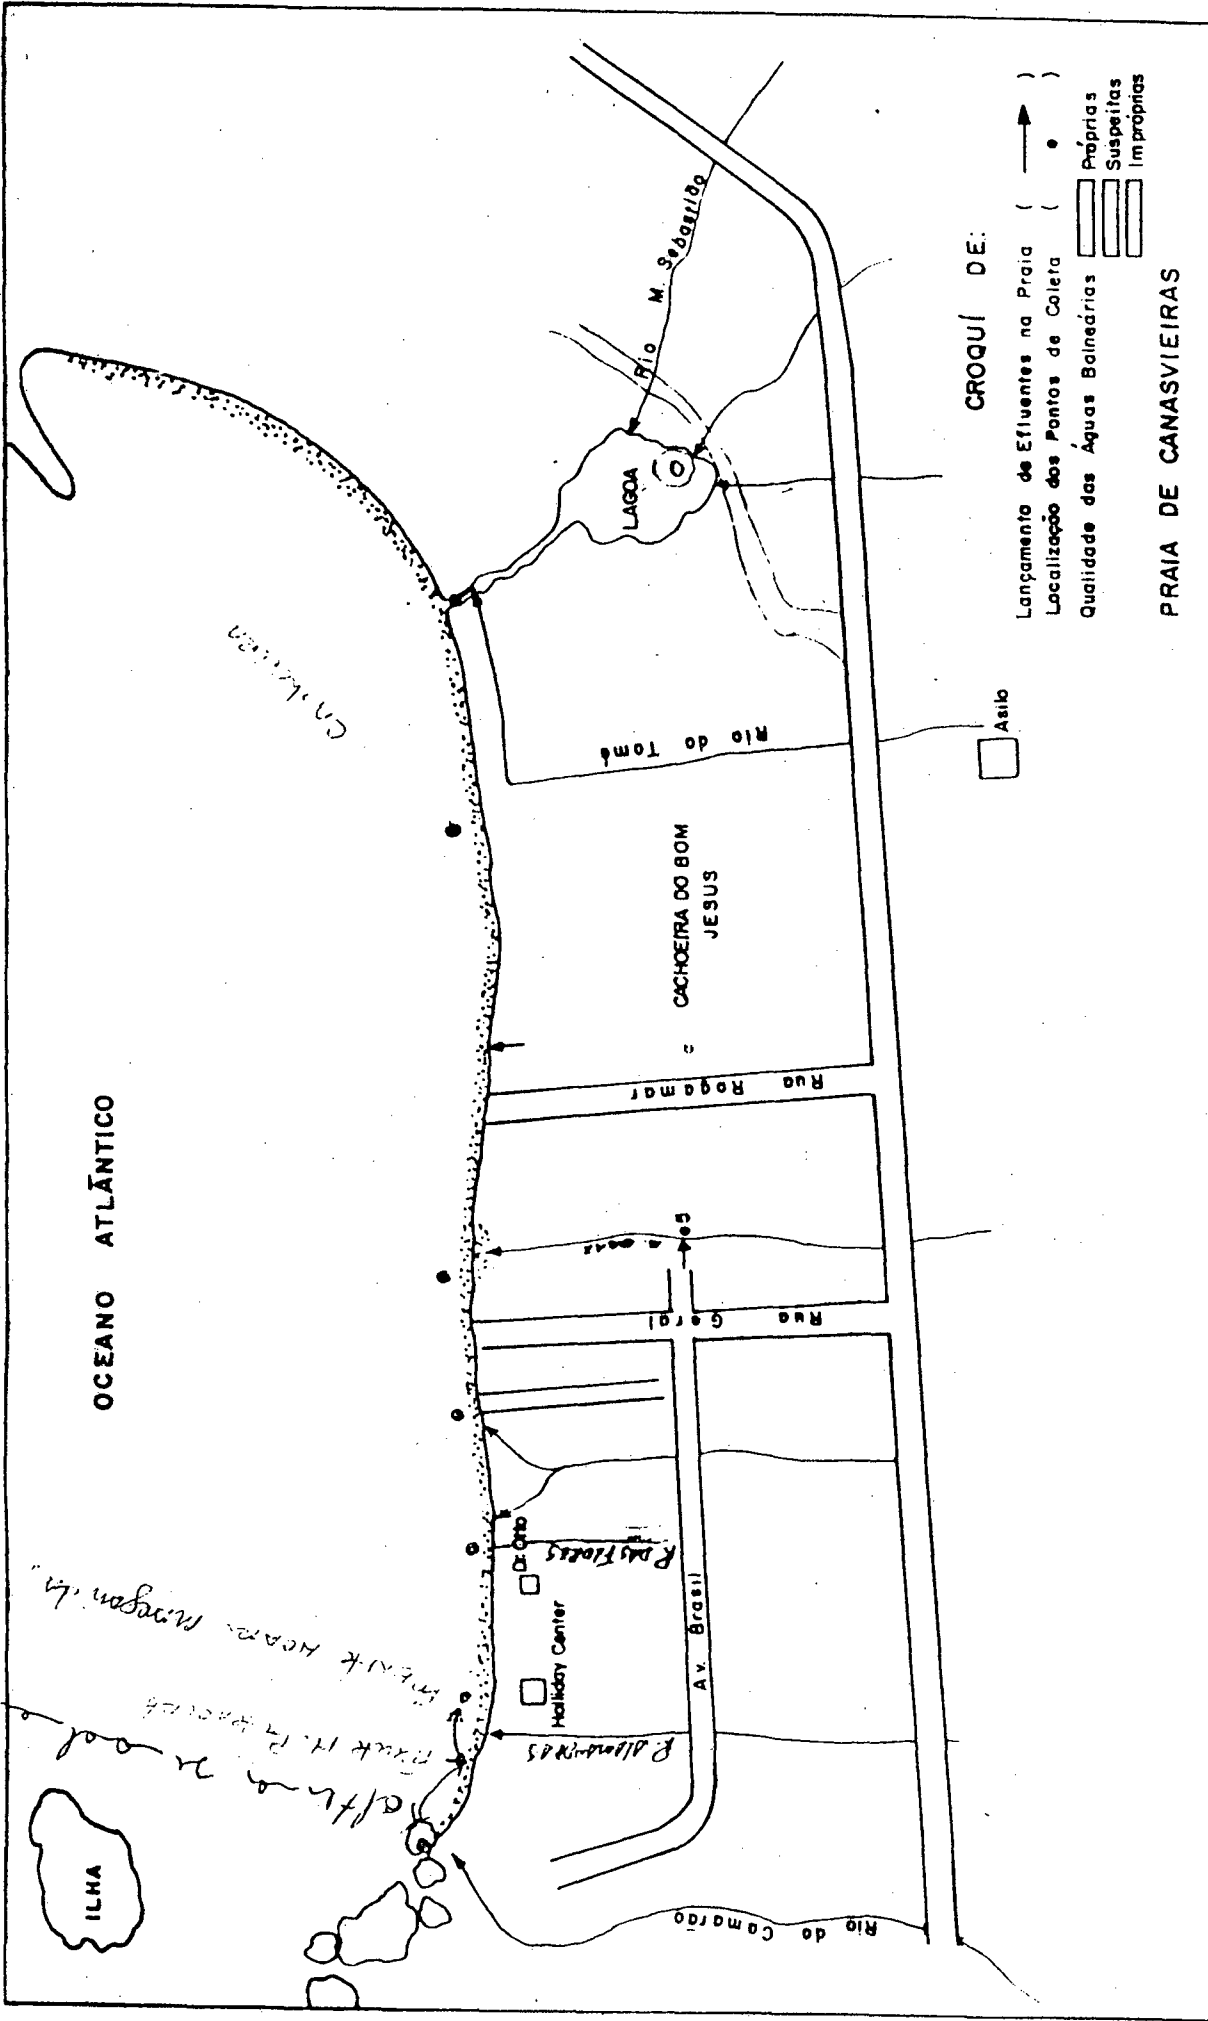 OCEANO ATLÂNTICO
ILHA
LAGOA
Rio M. Sebastião
Rio do Tomé
CACHOEIRA DO BOM
JESUS
Rua Rogamar
Rua Geral
Av. Brasil
R. DAS FLORES
Dr. Otto
Holliday Center
Rio do Camarão
Asilo
CROQUÍ DE:
Lançamento de Efluentes na Praia ( )
Localização dos Pontos de Coleta ( )
Qualidade das Águas Balneárias
Próprias
Suspeitas
Impróprias
PRAIA DE CANASVIEIRAS